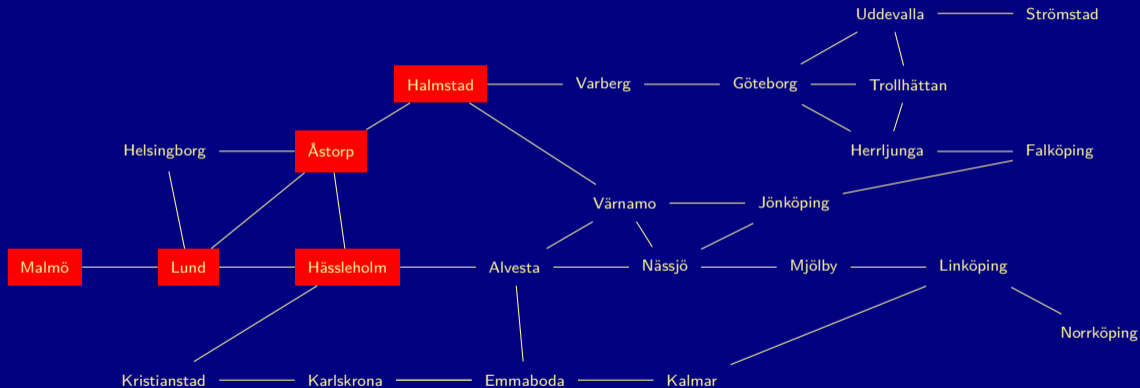 Uddevalla Strömstad
Halmstad Varberg Göteborg Trollhättan
Helsingborg Åstorp Herrljunga Falköping
Värnamo Jönköping
Malmö Lund Hässleholm Alvesta Nässjö Mjölby Linköping
Norrköping
Kristianstad Karlskrona Emmaboda Kalmar